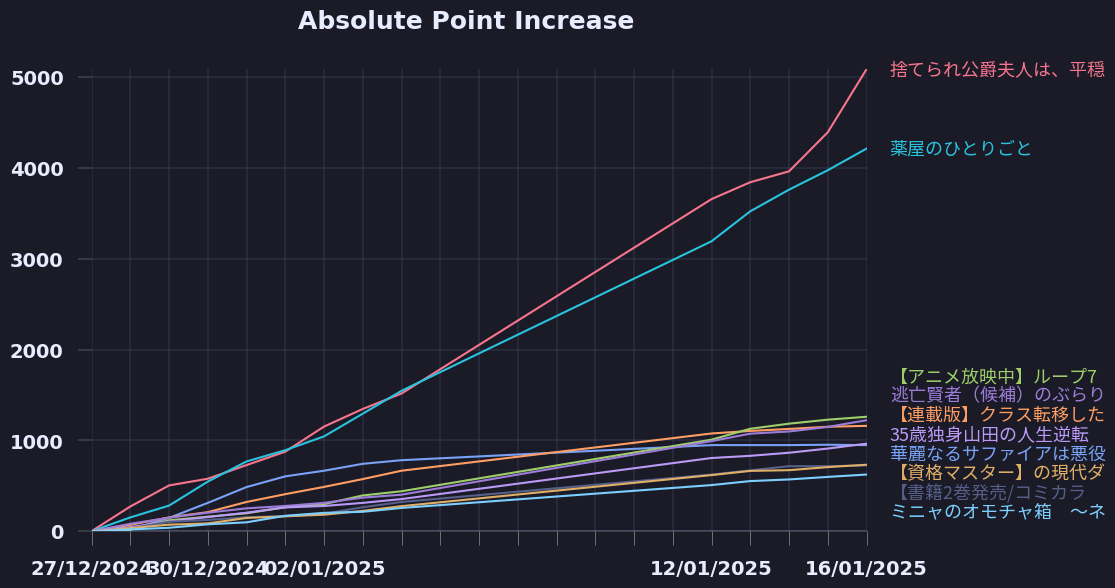 Absolute Point Increase
5000
4000
3000
2000
1000
0
捨てられ公爵夫人は、平穏
薬屋のひとりごと
【アニメ放映中】ループ7
逃亡賢者（候補）のぶらり
【連載版】クラス転移した
35歳独身山田の人生逆転
華麗なるサファイアは悪役
【資格マスター】の現代ダ
【書籍2巻発売/コミカラ
ミニャのオモチャ箱　～ネ
27/12/2024
30/12/2024
02/01/2025
12/01/2025
16/01/2025